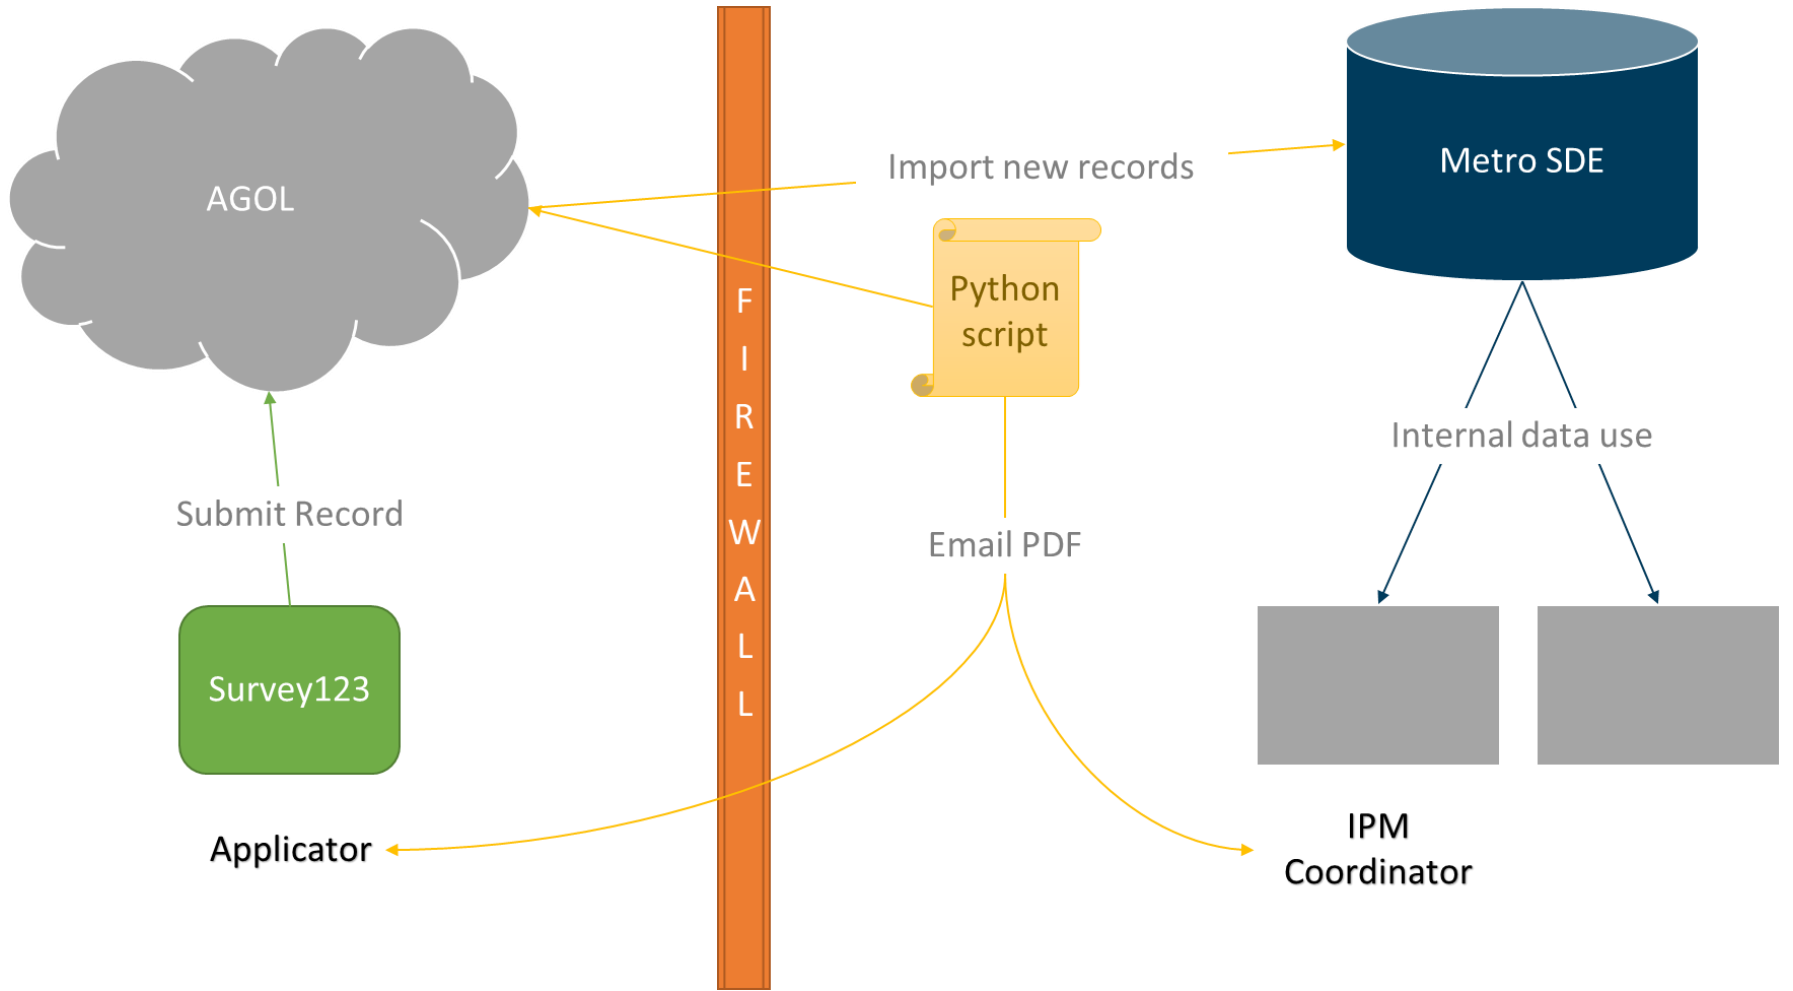 AGOL
Import new records
Metro SDE
Python
script
F
I
R
E
W
A
L
L
Internal data use
Submit Record
Email PDF
Survey123
Applicator
IPM
Coordinator